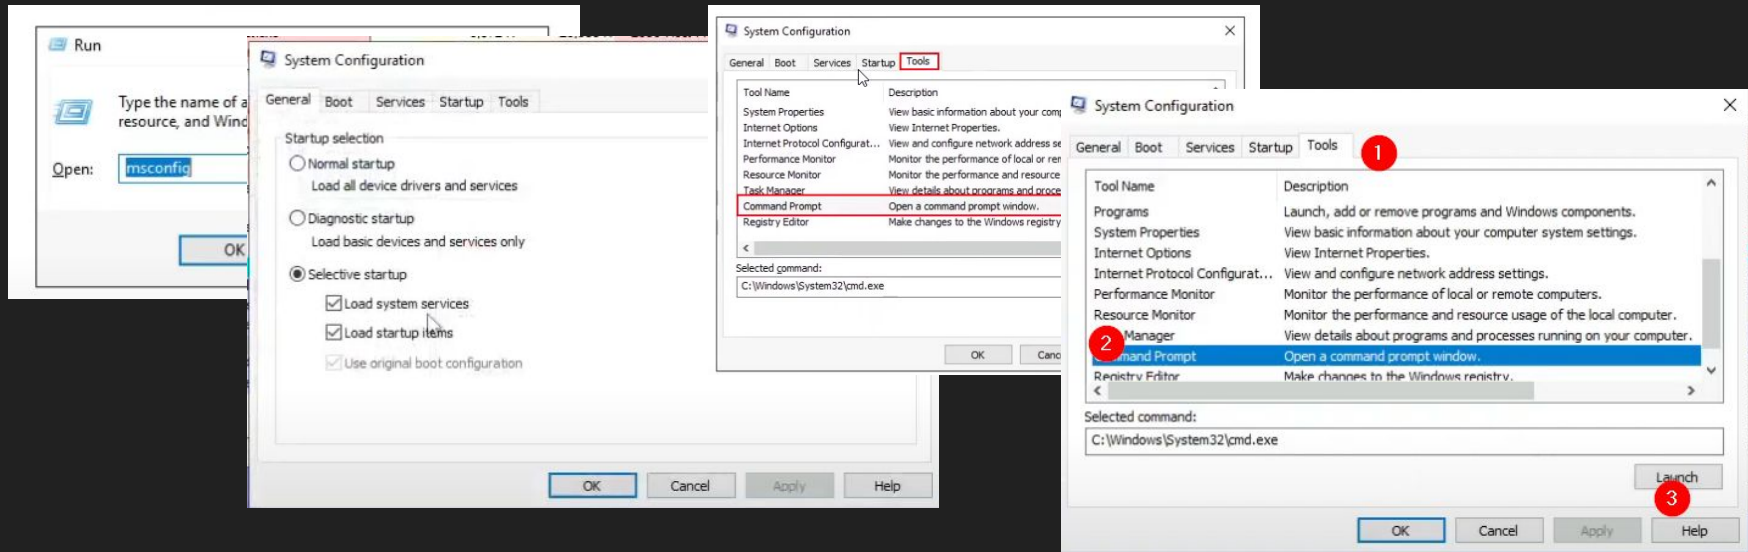 Run
Type the name of a
resource, and Wind
Open:
msconfig
OK
System Configuration
General Boot Services Startup Tools
Startup selection
Normal startup
Load all device drivers and services
Diagnostic startup
Load basic devices and services only
Selective startup
Load system services
Load startup items
Use original boot configuration
OK Cancel Apply Help
System Configuration
General Boot Services Startup Tools
Tool Name Description
System Properties View basic information about your comp
Internet Options View Internet Properties.
Internet Protocol Configurat... View and configure network address se
Performance Monitor Monitor the performance of local or rem
Resource Monitor Monitor the performance and resource
Task Manager View details about programs and proce
Command Prompt Open a command prompt window.
Registry Editor Make changes to the Windows registry
Selected command:
C:\Windows\System32\cmd.exe
OK Canc
System Configuration
General Boot Services Startup Tools
1
Tool Name Description
Programs Launch, add or remove programs and Windows components.
System Properties View basic information about your computer system settings.
Internet Options View Internet Properties.
Internet Protocol Configurat... View and configure network address settings.
Performance Monitor Monitor the performance of local or remote computers.
Resource Monitor Monitor the performance and resource usage of the local computer.
Manager View details about programs and processes running on your computer.
2
mmand Prompt Open a command prompt window.
Registry Editor Make changes to the Windows registry.
Selected command:
C:\Windows\System32\cmd.exe
Launch
3
OK Cancel Apply Help